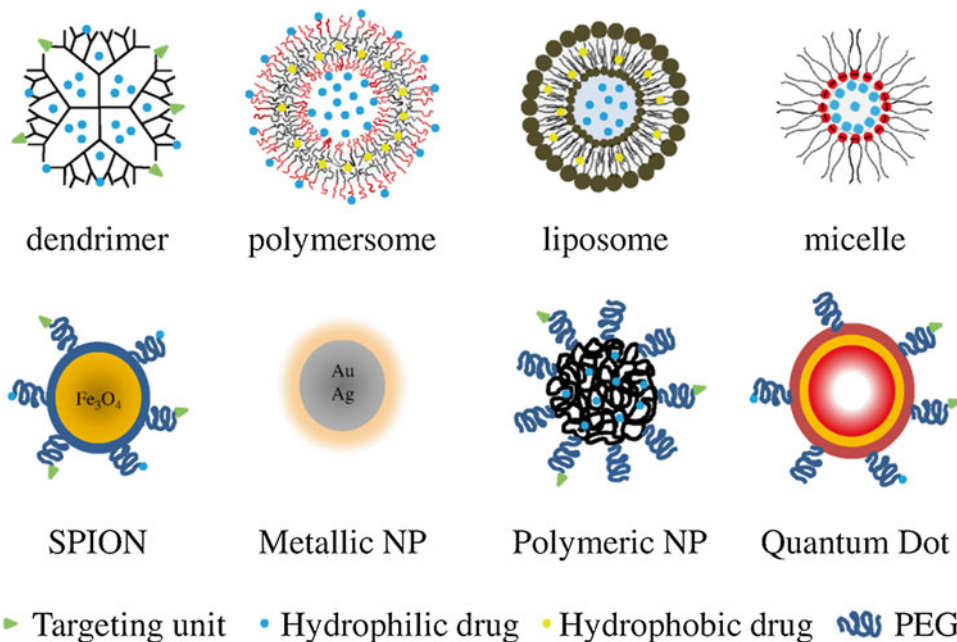 dendrimer polymersome liposome micelle
Fe₃O₄
Au
Ag
SPION Metallic NP Polymeric NP Quantum Dot
Targeting unit Hydrophilic drug Hydrophobic drug PEG